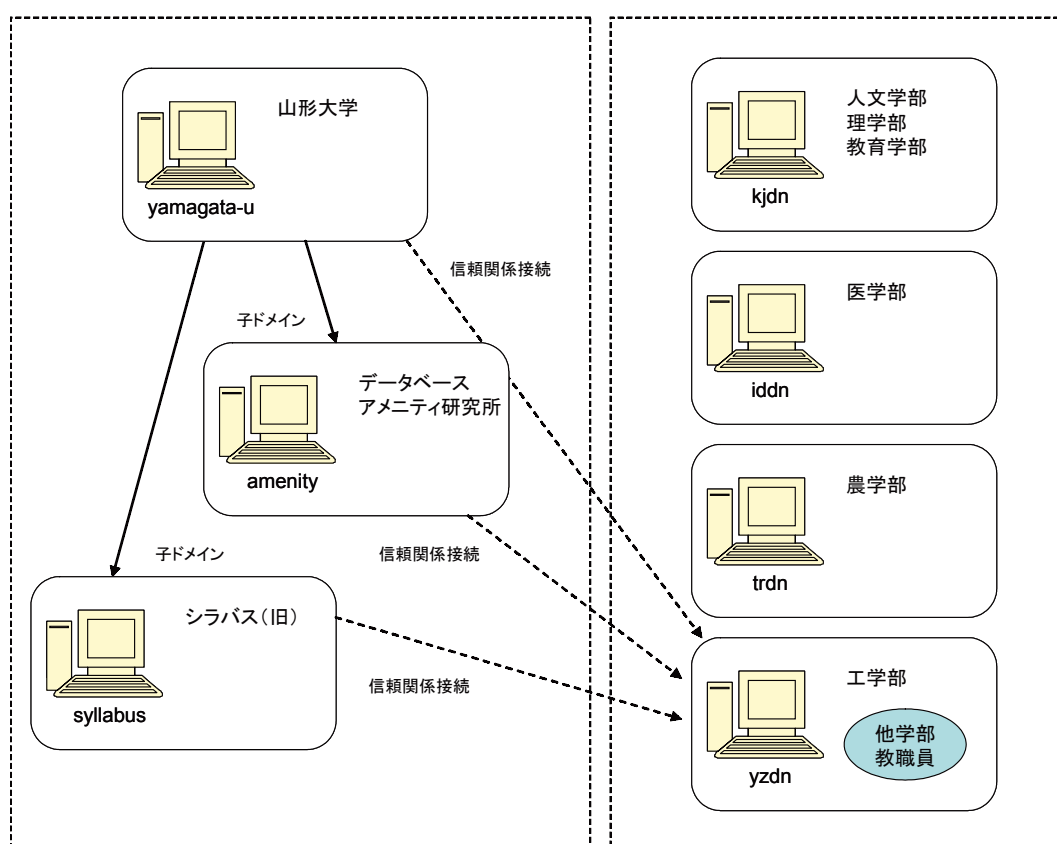 山形大学
yamagata-u
信頼関係接続
子ドメイン
データベース
アメニティ研究所
amenity
子ドメイン
信頼関係接続
シラバス(旧)
syllabus
信頼関係接続
人文学部
理学部
教育学部
kjdn
医学部
iddn
農学部
trdn
工学部
他学部
教職員
yzdn